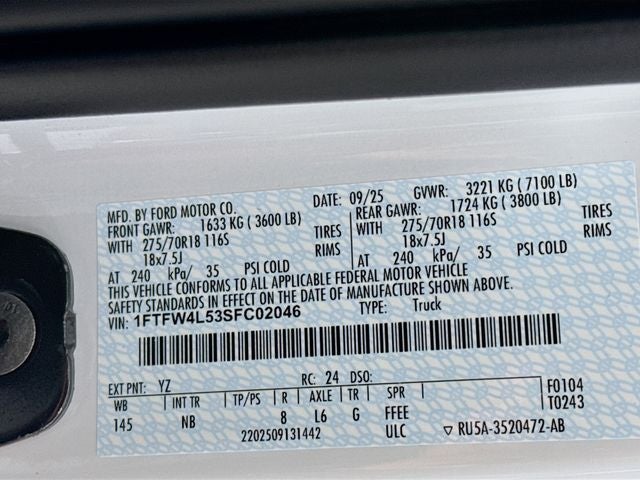 MFD. BY FORD MOTOR CO. DATE: 09/25 GVWR: 3221 KG ( 7100 LB)
FRONT GAWR: 1633 KG ( 3600 LB) REAR GAWR: 1724 KG ( 3800 LB)
WITH 275/70R18 116S TIRES WITH 275/70R18 116S TIRES
18x7.5J RIMS 18x7.5J RIMS
AT 240 kPa/ 35 PSI COLD AT 240 kPa/ 35 PSI COLD
THIS VEHICLE CONFORMS TO ALL APPLICABLE FEDERAL MOTOR VEHICLE
SAFETY STANDARDS IN EFFECT ON THE DATE OF MANUFACTURE SHOWN ABOVE.
VIN: 1FTFW4L53SFC02046 TYPE: Truck
EXT PNT: YZ RC: 24 DSO: F0104
WB INT TR TP/PS R AXLE TR SPR T0243
145 NB 8 L6 G FFEE
2202509131442 ULC RU5A-3520472-AB